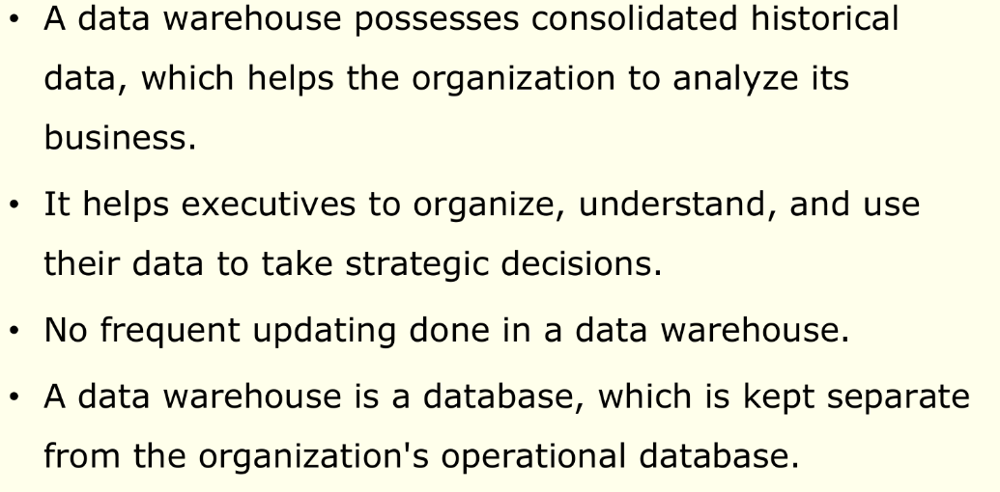 • A data warehouse possesses consolidated historical
data, which helps the organization to analyze its
business.
• It helps executives to organize, understand, and use
their data to take strategic decisions.
• No frequent updating done in a data warehouse.
• A data warehouse is a database, which is kept separate
from the organization's operational database.